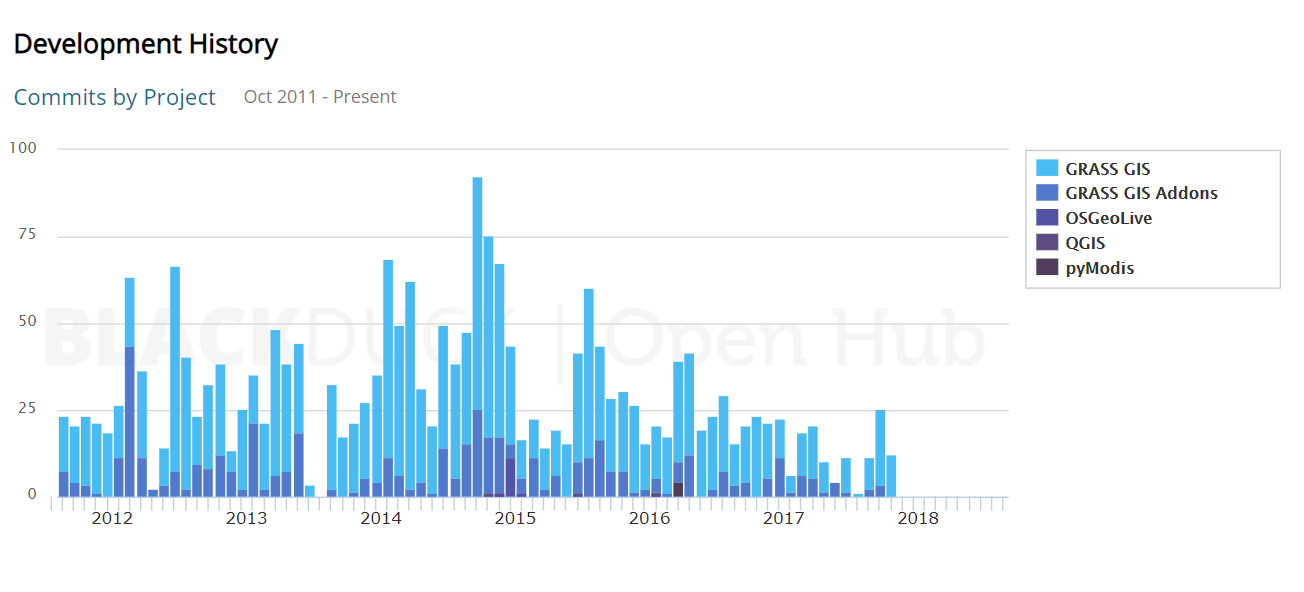 Development History
Commits by Project Oct 2011 - Present
100
75
50
25
0
BLACKDUCK | Open Hub
2012 2013 2014 2015 2016 2017 2018
GRASS GIS
GRASS GIS Addons
OSGeoLive
QGIS
pyModis